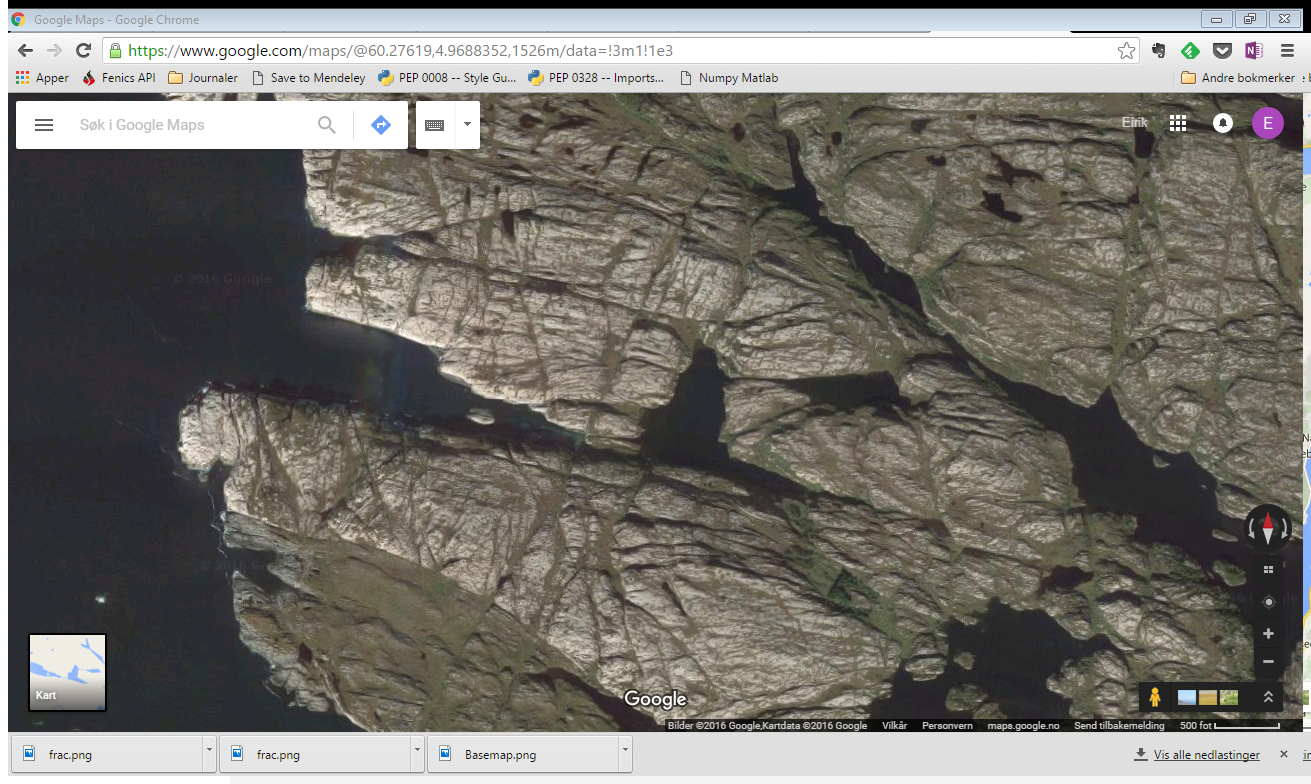 Google Maps - Google Chrome
https://www.google.com/maps/@60.27619,4.9688352,1526m/data=!3m1!1e3
Apper Fenics API Journaler Save to Mendeley PEP 0008 -- Style Gu... PEP 0328 -- Imports... Numpy Matlab Andre bokmerker
Søk i Google Maps Eirik E
© 2016 Google
Kart
Google
Bilder ©2016 Google,Kartdata ©2016 Google Vilkår Personvern maps.google.no Send tilbakemelding 500 fot
frac.png frac.png Basemap.png Vis alle nedlastinger